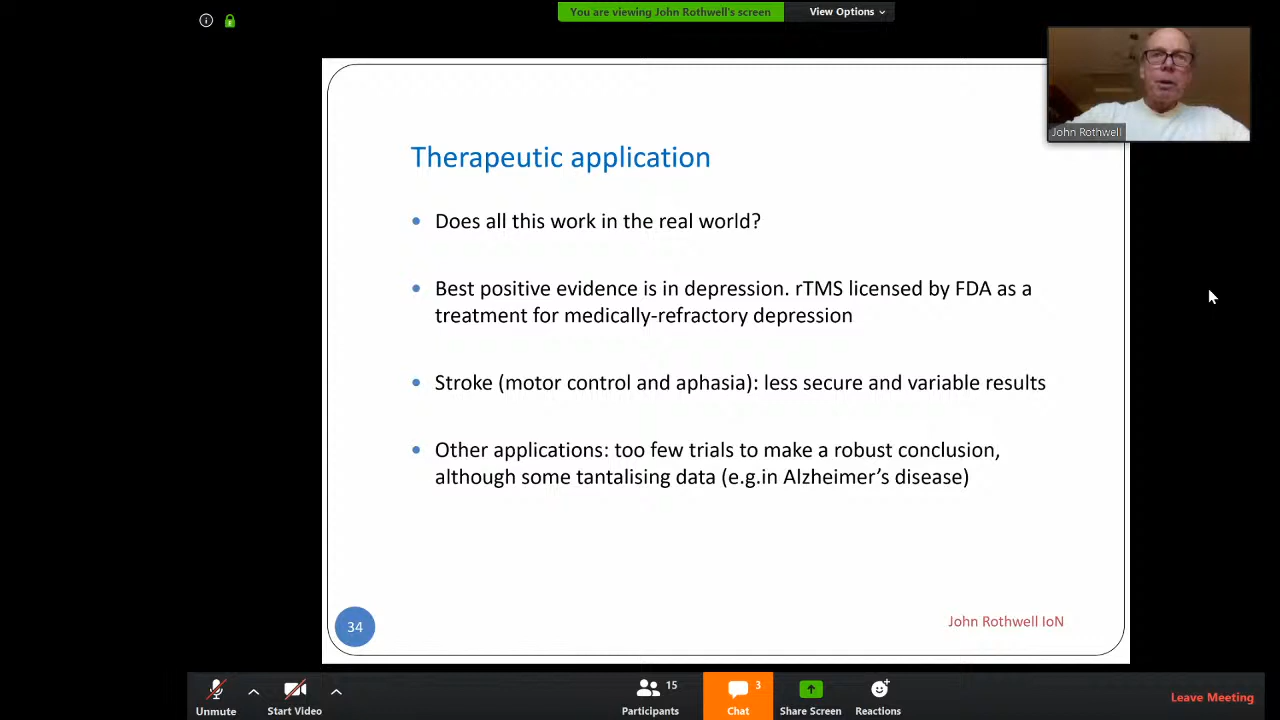 You are viewing John Rothwell's screen
View Options
John Rothwell
Therapeutic application
Does all this work in the real world?
Best positive evidence is in depression. rTMS licensed by FDA as a
treatment for medically-refractory depression
Stroke (motor control and aphasia): less secure and variable results
Other applications: too few trials to make a robust conclusion,
although some tantalising data (e.g.in Alzheimer’s disease)
34
John Rothwell IoN
Unmute
Start Video
15
Participants
3
Chat
Share Screen
Reactions
Leave Meeting